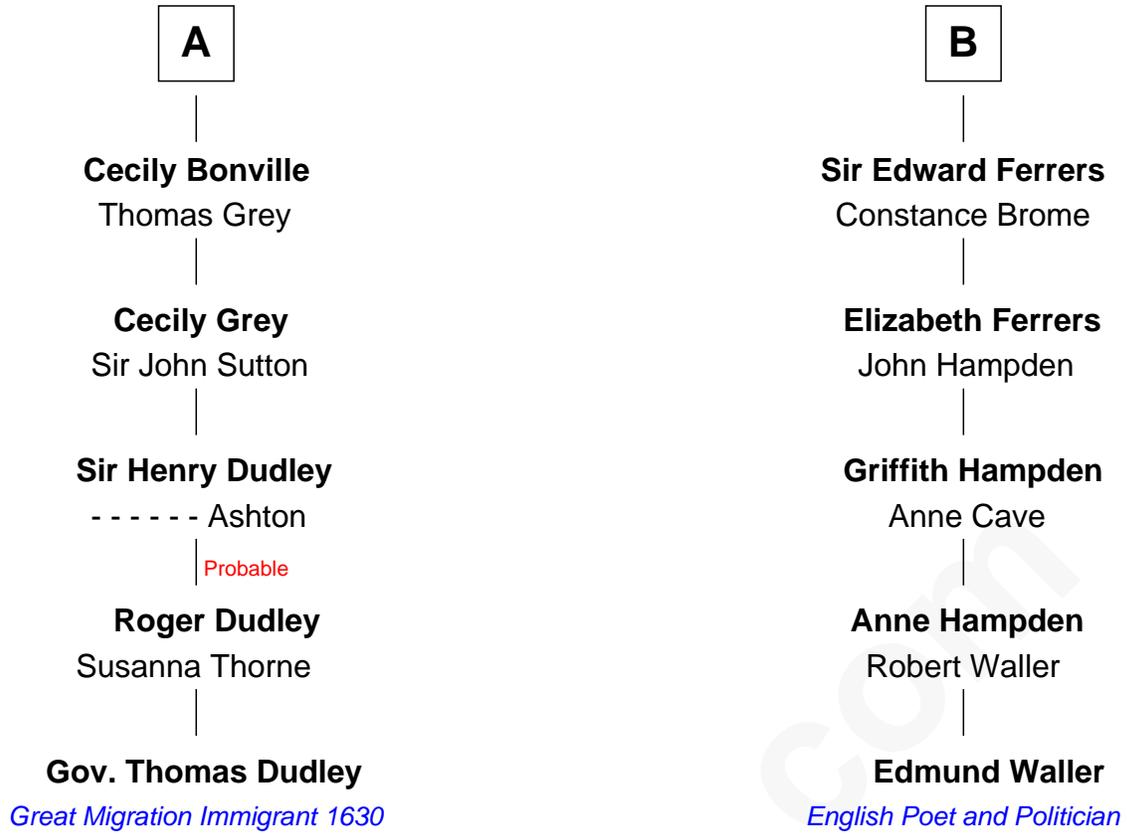 A
Cecily Bonville
Thomas Grey
Cecily Grey
Sir John Sutton
Sir Henry Dudley
- - - - - - Ashton
Probable
Roger Dudley
Susanna Thorne
Gov. Thomas Dudley
Great Migration Immigrant 1630
B
Sir Edward Ferrers
Constance Brome
Elizabeth Ferrers
John Hampden
Griffith Hampden
Anne Cave
Anne Hampden
Robert Waller
Edmund Waller
English Poet and Politician
com